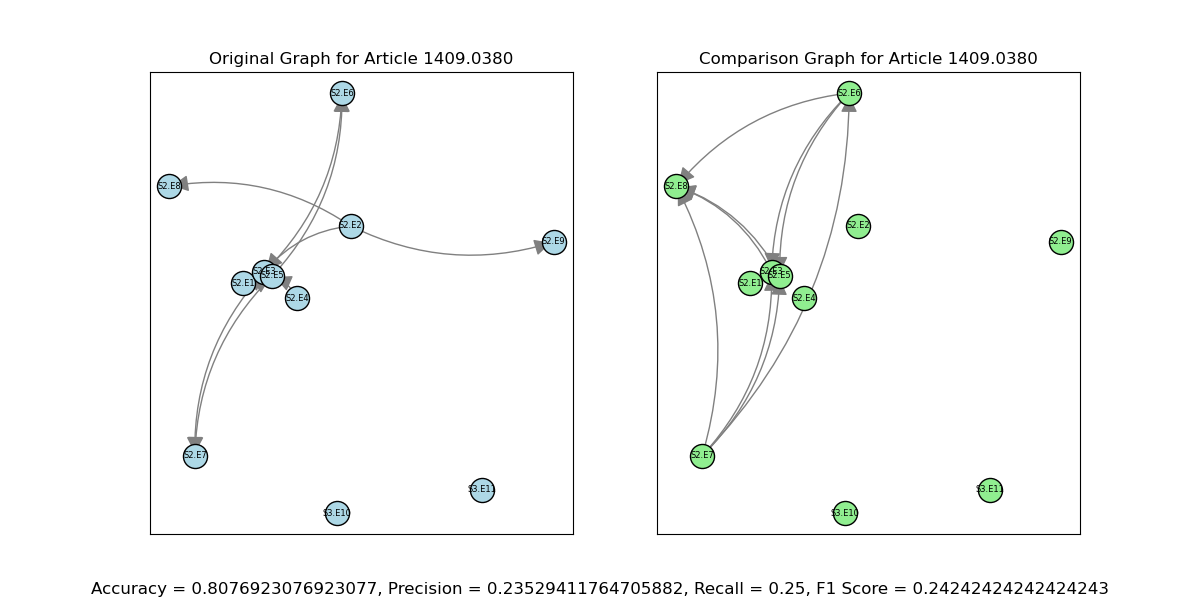 Original Graph for Article 1409.0380
Comparison Graph for Article 1409.0380
S2.E6
S2.E6
S2.E8
S2.E8
S2.E2
S2.E2
S2.E9
S2.E9
S2.E3
S2.E5
S2.E3
S2.E5
S2.E1
S2.E1
S2.E4
S2.E4
S2.E7
S2.E7
S3.E11
S3.E11
S3.E10
S3.E10
Accuracy = 0.8076923076923077, Precision = 0.23529411764705882, Recall = 0.25, F1 Score = 0.24242424242424243